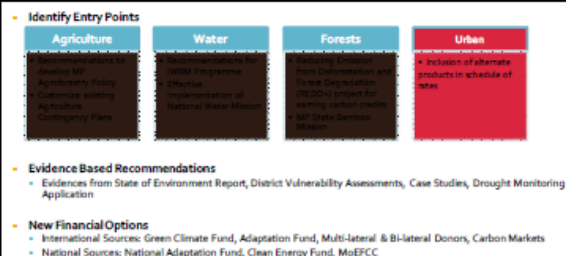 Identify Entry Points
Agriculture
• Recommendations to
develop MP
Agroforestry Policy
• Customize existing
Agriculture
Contingency Plans
Water
• Recommendations for
IWRM Programme
• Effective
Implementation of
National Water Mission
Forests
• Reducing Emission
from Deforestation and
Forest Degradation
(REDD+) project for
earning carbon credits
• MP State Bamboo
Mission
Urban
• Inclusion of alternate
products in schedule of
rates
Evidence Based Recommendations
Evidences from State of Environment Report, District Vulnerability Assessments, Case Studies, Drought Monitoring
Application
New Financial Options
International Sources: Green Climate Fund, Adaptation Fund, Multi-lateral & Bi-lateral Donors, Carbon Markets
National Sources: National Adaptation Fund, Clean Energy Fund, MoEFCC